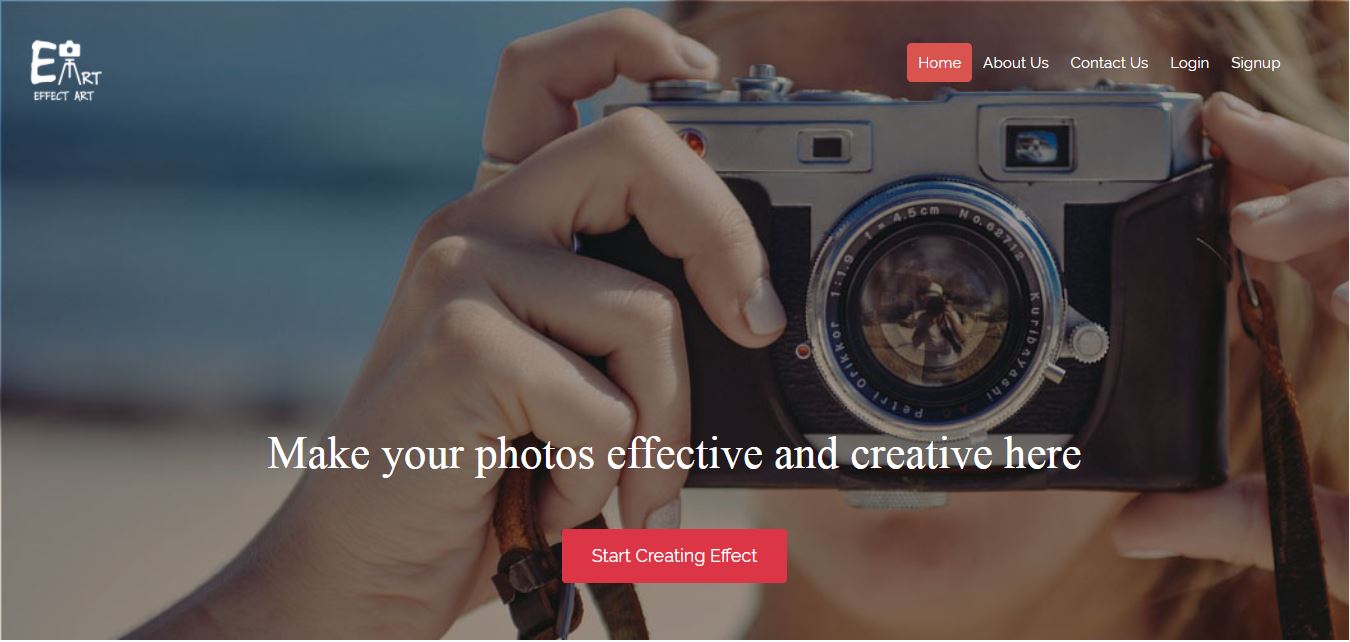 EArt
EFFECT ART
Home
About Us
Contact Us
Login
Signup
1:1.9 f = 4.5cm No.62712
Kuribayashi A.C Petri Orikkor
Make your photos effective and creative here
Start Creating Effect